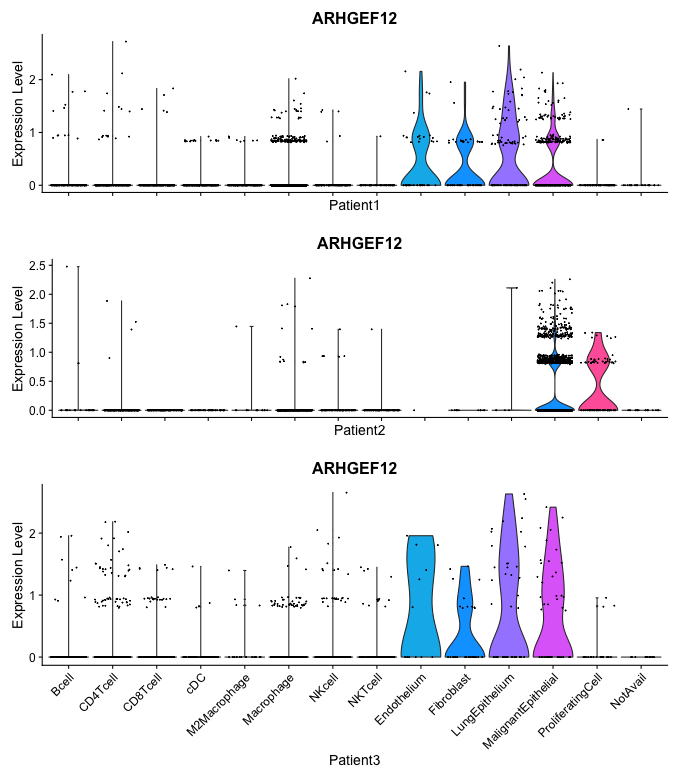 ARHGEF12
Expression Level
2
1
0
Patient1
ARHGEF12
Expression Level
2.5
2.0
1.5
1.0
0.5
0.0
Patient2
ARHGEF12
Expression Level
2
1
0
Bcell
CD4Tcell
CD8Tcell
cDC
M2Macrophage
Macrophage
NKcell
NKTcell
Endothelium
Fibroblast
LungEpithelium
MalignantEpithelial
ProliferatingCell
NotAvail
Patient3